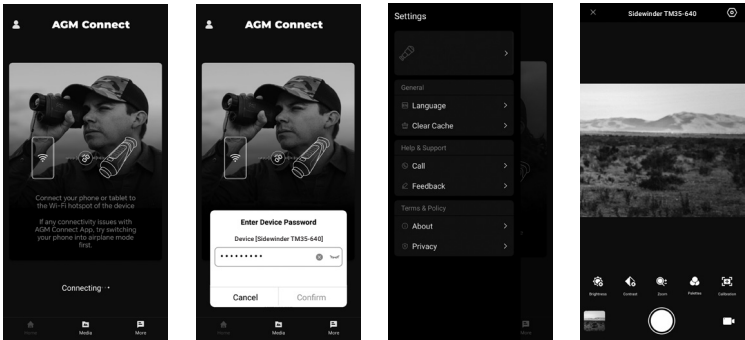 AGM Connect
Connect your phone or tablet to
the Wi-Fi hotspot of the device
If any connectivity issues with
AGM Connect App, try switching
your phone into airplane mode
first.
Connecting···
Home
Media
More
AGM Connect
Enter Device Password
Device [Sidewinder TM35-640]
Cancel
Confirm
Home
Media
More
Settings
General
Language
Clear Cache
Help & Support
Call
Feedback
Terms & Policy
About
Privacy
More
Sidewinder TM35-640
Brightness
Contrast
Zoom
Palettes
Calibration